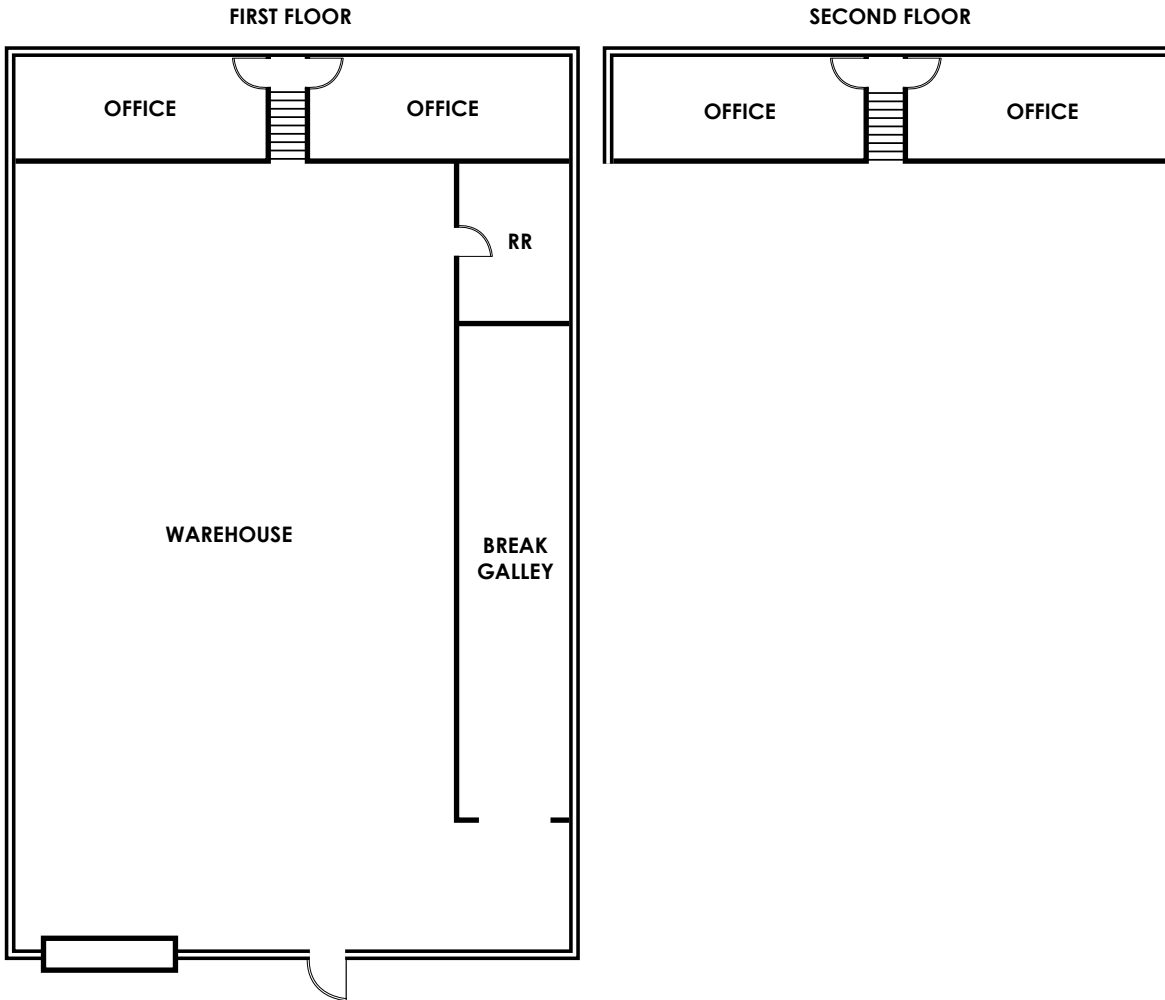 FIRST FLOOR
SECOND FLOOR
OFFICE
OFFICE
OFFICE
OFFICE
RR
WAREHOUSE
BREAK
GALLEY